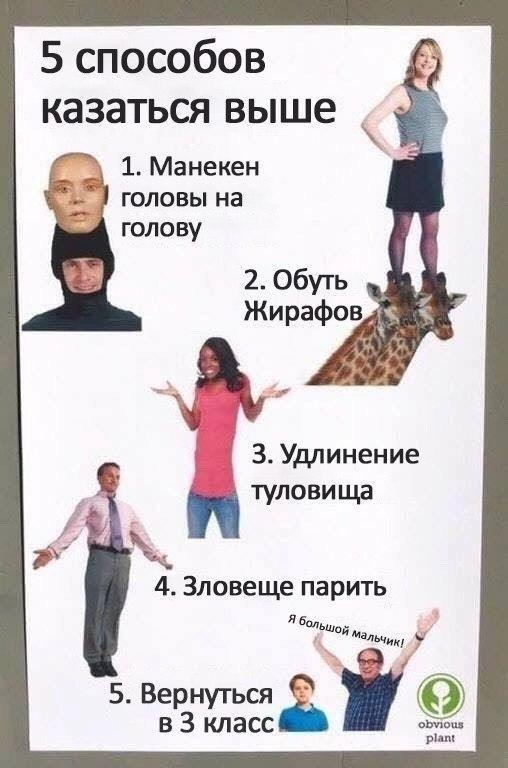 5 способов
казаться выше
1. Манекен
головы на
голову
2. Обуть
Жирафов
3. Удлинение
туловища
4. Зловеще парить
Я большой мальчик!
5. Вернуться
в 3 класс
obvious
plant